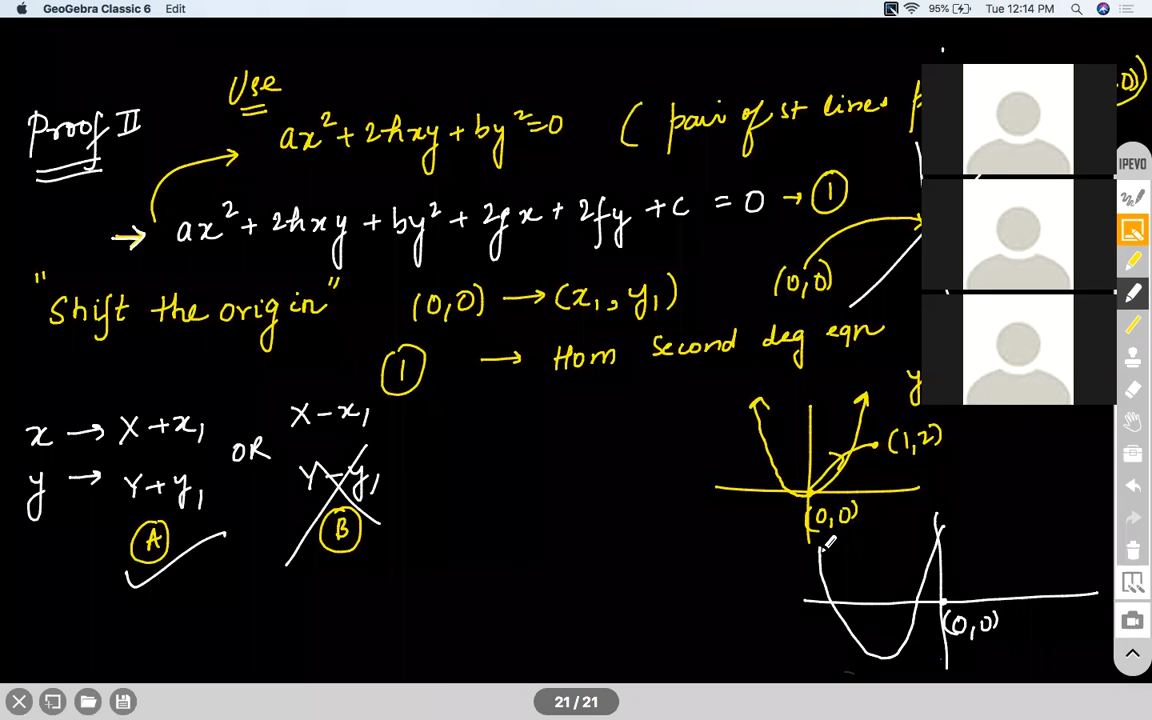 GeoGebra Classic 6 Edit 95% Tue 12:14 PM
Use
Proof II
ax²+2hxy+by²=0 ( pair of st lines
0)
IPEVO
→ ax²+2hxy+by²+2gx+2fy+c = 0 → ①
"Shift the origin" (0,0) → (x₁, y₁) (0,0)
① → Hom second deg eqn
y
x → X+x₁ OR X-x₁
y → Y+y₁ Y-y₁
(1,2)
A B
(0,0)
(0,0)
21 / 21